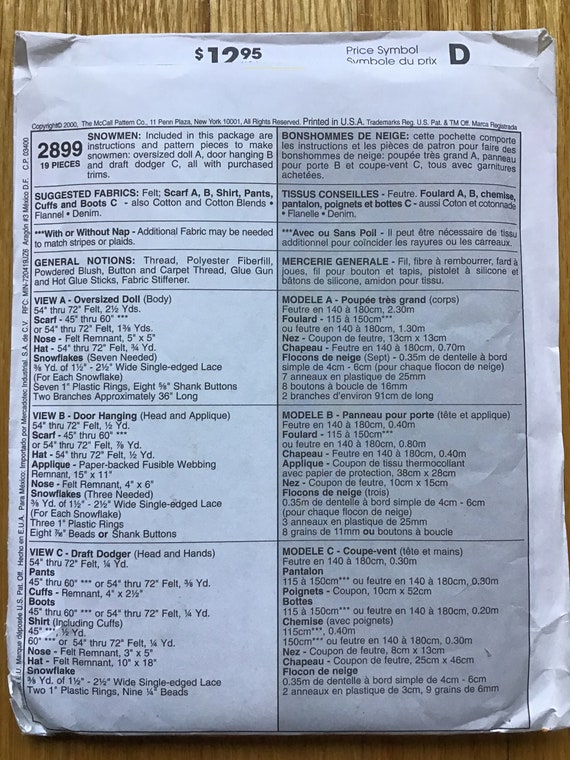 $12.95
Price Symbol
Symbole du prix D
Copyright© 2000, The McCall Pattern Co., 11 Penn Plaza, New York 10001, All Rights Reserved. Printed in U.S.A. Trademarks Reg. U.S. Pat. & TM Off. Marca Registrada
2899
19 PIECES
SNOWMEN: Included in this package are
instructions and pattern pieces to make
snowmen: oversized doll A, door hanging B
and draft dodger C, all with purchased
trims.
SUGGESTED FABRICS: Felt; Scarf A, B, Shirt, Pants,
Cuffs and Boots C - also Cotton and Cotton Blends •
Flannel • Denim.
***With or Without Nap - Additional Fabric may be needed
to match stripes or plaids.
GENERAL NOTIONS: Thread, Polyester Fiberfill,
Powdered Blush, Button and Carpet Thread, Glue Gun
and Hot Glue Sticks, Fabric Stiffener.
VIEW A - Oversized Doll (Body)
54" thru 72" Felt, 2½ Yds.
Scarf - 45" thru 60" ***
or 54" thru 72" Felt, 1⅜ Yds.
Nose - Felt Remnant, 5" x 5"
Hat - 54" thru 72" Felt, ¾ Yd.
Snowflakes (Seven Needed)
⅜ Yd. of 1½" - 2½" Wide Single-edged Lace
(For Each Snowflake)
Seven 1" Plastic Rings, Eight ⅝" Shank Buttons
Two Branches Approximately 36" Long
VIEW B - Door Hanging (Head and Applique)
54" thru 72" Felt, ½ Yd.
Scarf - 45" thru 60" ***
or 54" thru 72" Felt, ⅞ Yd.
Hat - 54" thru 72" Felt, ½ Yd.
Applique - Paper-backed Fusible Webbing
Remnant, 15" x 11"
Nose - Felt Remnant, 4" x 6"
Snowflakes (Three Needed)
⅜ Yd. of 1½" - 2½" Wide Single-edged Lace
(For Each Snowflake)
Three 1" Plastic Rings
Eight ⅞" Beads or Shank Buttons
VIEW C - Draft Dodger (Head and Hands)
54" thru 72" Felt, ¼ Yd.
Pants
45" thru 60" *** or 54" thru 72" Felt, ⅜ Yd.
Cuffs - Remnant, 4" x 2½"
Boots
45" thru 60" *** or 54" thru 72" Felt, ¼ Yd.
Shirt (Including Cuffs)
45" ***, ½ Yd.
60" *** or 54" thru 72" Felt, ¼ Yd.
Nose - Felt Remnant, 3" x 5"
Hat - Felt Remnant, 10" x 18"
Snowflake
⅜ Yd. of 1½" - 2½" Wide Single-edged Lace
Two 1" Plastic Rings, Nine ¼" Beads
BONSHOMMES DE NEIGE: cette pochette comporte
les instructions et les pièces de patron pour faire des
bonshommes de neige: poupée très grand A, panneau
pour porte B et coupe-vent C, tous avec garnitures
achetées.
TISSUS CONSEILLES - Feutre. Foulard A, B, chemise,
pantalon, poignets et bottes C - aussi Coton et cotonnade
• Flanelle • Denim.
***Avec ou Sans Poil - Il peut être nécessaire de tissu
additionnel pour coïncider les rayures ou les carreaux.
MERCERIE GENERALE - Fil, fibre à rembourrer, fard à
joues, fil pour bouton et tapis, pistolet à silicone et
bâtons de silicone, amidon pour tissu.
MODELE A - Poupée très grand (corps)
Feutre en 140 à 180cm, 2.30m
Foulard - 115 à 150cm***
ou feutre en 140 à 180cm, 1.30m
Nez - Coupon de feutre, 13cm x 13cm
Chapeau - Feutre en 140 à 180cm, 0.70m
Flocons de neige (Sept) - 0.35m de dentelle à bord
simple de 4cm - 6cm (pour chaque flocon de neige)
7 anneaux en plastique de 25mm
8 boutons à boucle de 16mm
2 branches d'environ 91cm de long
MODELE B - Panneau pour porte (tête et applique)
Feutre en 140 à 180cm, 0.40m
Foulard - 115 à 150cm***
ou feutre en 140 à 180cm, 0.80m
Chapeau - Feutre en 140 à 180cm, 0.40m
Applique - Coupon de tissu thermocollant
avec papier de protection, 38cm x 28cm
Nez - Coupon de feutre, 10cm x 15cm
Flocons de neige (trois)
0.35m de dentelle à bord simple de 4cm - 6cm
(pour chaque flocon de neige)
3 anneaux en plastique de 25mm
8 grains de 11mm ou boutons à boucle
MODELE C - Coupe-vent (tête et mains)
Feutre en 140 à 180cm, 0.30m
Pantalon
115 à 150cm*** ou feutre en 140 à 180cm, 0.30m
Poignets - Coupon, 10cm x 52cm
Bottes
115 à 150cm*** ou feutre en 140 à 180cm, 0.20m
Chemise (avec poignets)
115cm***, 0.40m
150cm*** ou feutre en 140 à 180cm, 0.30m
Nez - Coupon de feutre, 8cm x 13cm
Chapeau - Coupon de feutre, 25cm x 46cm
Flocon de neige
0.35m de dentelle à bord simple de 4cm - 6cm
2 anneaux en plastique de 3cm, 9 grains de 6mm